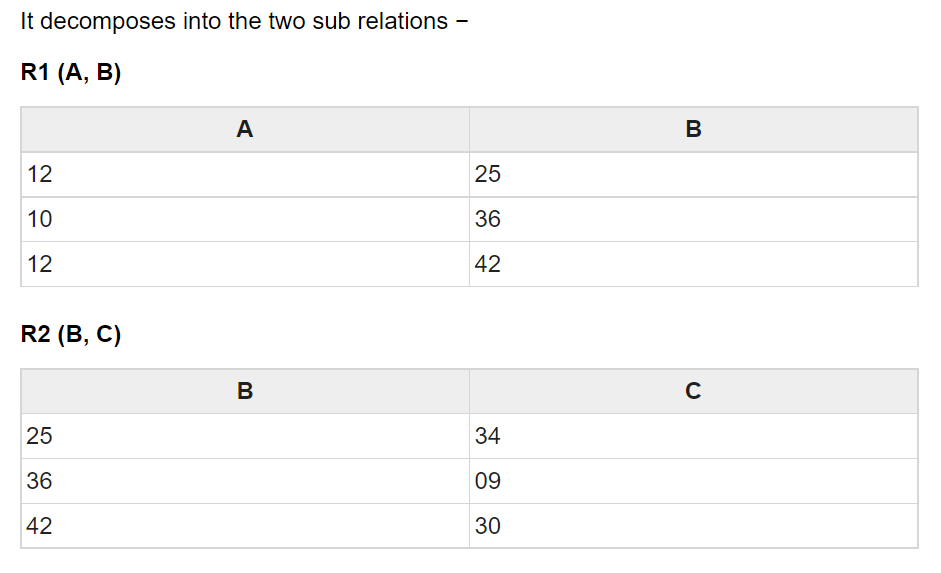 It decomposes into the two sub relations −
R1 (A, B)
A B
12 25
10 36
12 42
R2 (B, C)
B C
25 34
36 09
42 30